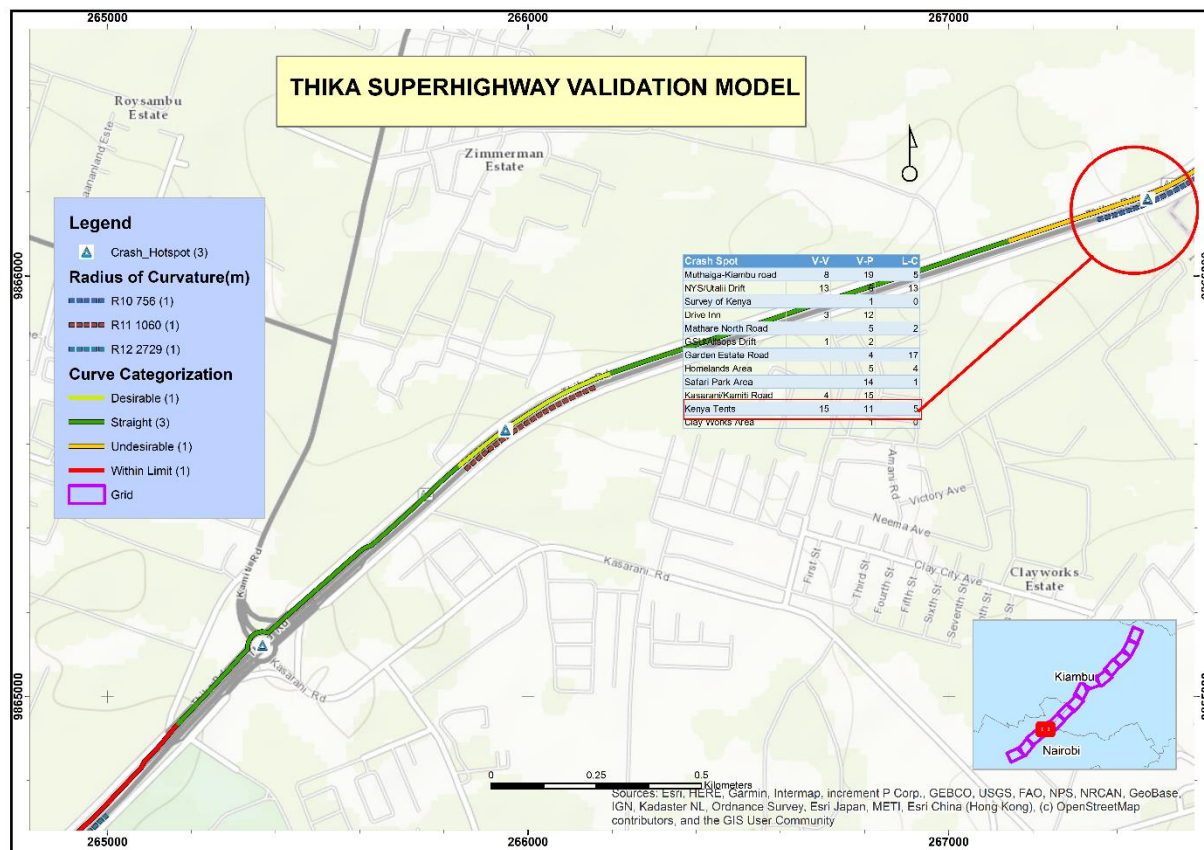 265000 266000 267000
THIKA SUPERHIGHWAY VALIDATION MODEL
Roysambu
Estate
Zimmerman
Estate
Legend
Crash_Hotspot (3)
Radius of Curvature(m)
R10 756 (1)
R11 1060 (1)
R12 2729 (1)
Curve Categorization
Desirable (1)
Straight (3)
Undesirable (1)
Within Limit (1)
Grid
9866000
Crash Spot V-V V-P L-C
Muthaiga-Kiambu road 8 19 5
NYS/Utalii Drift 13 13
Survey of Kenya 1 0
Drive Inn 3 12
Mathare North Road 5 2
GSU/Allsops Drift 1 2
Garden Estate Road 4 17
Homelands Area 5 4
Safari Park Area 14 1
Kasarani/Kamiti Road 4 15
Kenya Tents 15 11 5
Clay Works Area 1 0
Amani Rd
Victory Ave
Neema Ave
Clay City Ave
Clayworks
Estate
First St
Third St
Fourth St
Fifth St
Sixth St
Seventh St
Kasarani Rd
Kasarani Rd
9865000
Kiambu
Nairobi
0 0.25 0.5
Kilometers
Sources: Esri, HERE, Garmin, Intermap, increment P Corp., GEBCO, USGS, FAO, NPS, NRCAN, GeoBase,
IGN, Kadaster NL, Ordnance Survey, Esri Japan, METI, Esri China (Hong Kong), (c) OpenStreetMap
contributors, and the GIS User Community
265000 266000 267000